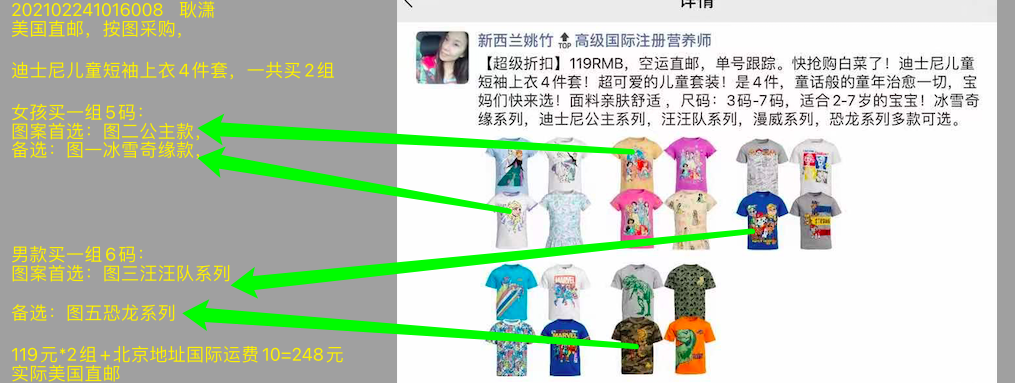 202102241016008 耿潇
美国直邮，按图采购，
迪士尼儿童短袖上衣4件套，一共买2组
女孩买一组5码：
图案首选：图二公主款，
备选：图一冰雪奇缘款，
男款买一组6码：
图案首选：图三汪汪队系列
备选：图五恐龙系列
119元*2组+北京地址国际运费10=248元
实际美国直邮
详情
新西兰姚竹 TOP 高级国际注册营养师
【超级折扣】119RMB，空运直邮，单号跟踪。快抢购白菜了！迪士尼儿童
短袖上衣4件套！超可爱的儿童套装！是4件，童话般的童年治愈一切，宝
妈们快来选！面料亲肤舒适，尺码：3码-7码，适合2-7岁的宝宝！冰雪奇
缘系列，迪士尼公主系列，汪汪队系列，漫威系列，恐龙系列多款可选。
MARVEL
MARVEL